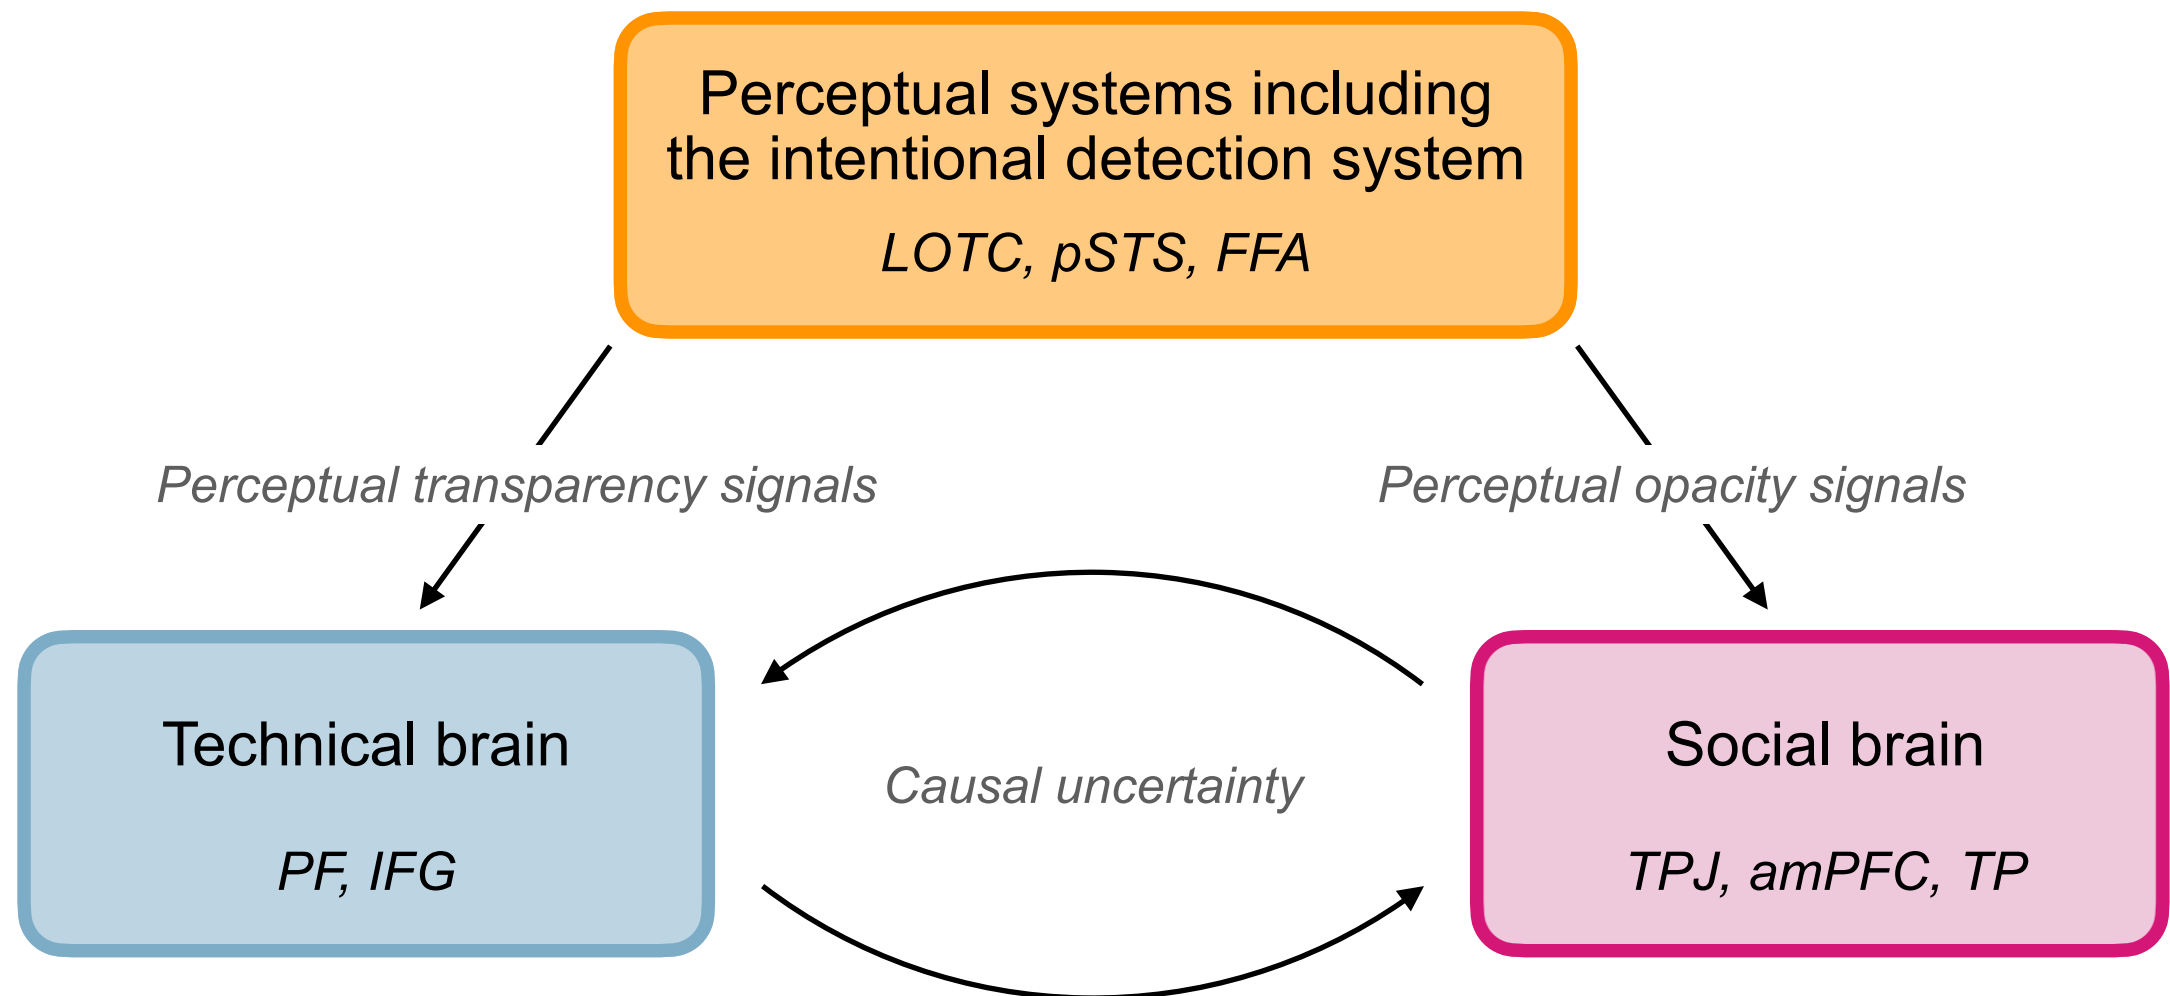 Perceptual systems including
the intentional detection system
LOTC, pSTS, FFA
Perceptual transparency signals
Perceptual opacity signals
Technical brain
PF, IFG
Causal uncertainty
Social brain
TPJ, amPFC, TP